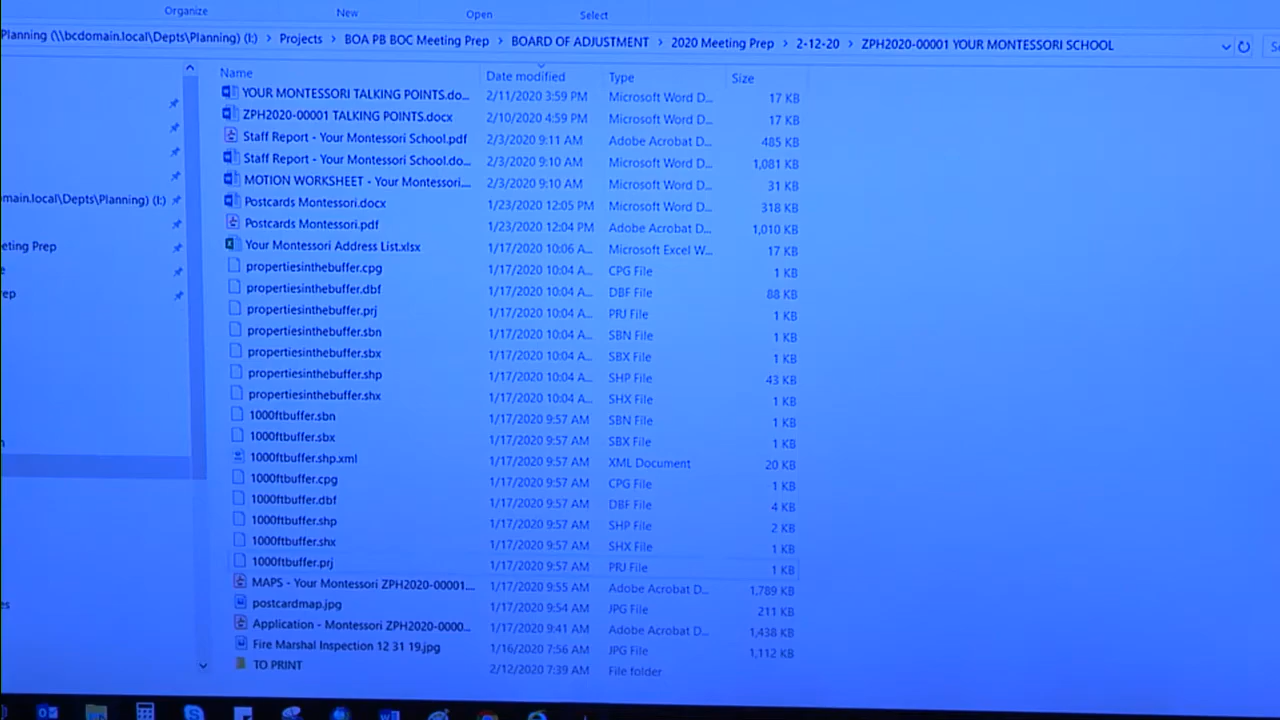 Organize New Open Select
Planning (\\bcdomain.local\Depts\Planning) (I:) > Projects > BOA PB BOC Meeting Prep > BOARD OF ADJUSTMENT > 2020 Meeting Prep > 2-12-20 > ZPH2020-00001 YOUR MONTESSORI SCHOOL
Name Date modified Type Size
YOUR MONTESSORI TALKING POINTS.do... 2/11/2020 3:59 PM Microsoft Word D... 17 KB
ZPH2020-00001 TALKING POINTS.docx 2/10/2020 4:59 PM Microsoft Word D... 17 KB
Staff Report - Your Montessori School.pdf 2/3/2020 9:11 AM Adobe Acrobat D... 485 KB
Staff Report - Your Montessori School.do... 2/3/2020 9:10 AM Microsoft Word D... 1,081 KB
MOTION WORKSHEET - Your Montessori.... 2/3/2020 9:10 AM Microsoft Word D... 31 KB
main.local\Depts\Planning) (I:) Postcards Montessori.docx 1/23/2020 12:05 PM Microsoft Word D... 318 KB
Postcards Montessori.pdf 1/23/2020 12:04 PM Adobe Acrobat D... 1,010 KB
eting Prep Your Montessori Address List.xlsx 1/17/2020 10:06 A... Microsoft Excel W... 17 KB
e propertiesinthebuffer.cpg 1/17/2020 10:04 A... CPG File 1 KB
ep propertiesinthebuffer.dbf 1/17/2020 10:04 A... DBF File 88 KB
propertiesinthebuffer.prj 1/17/2020 10:04 A... PRJ File 1 KB
propertiesinthebuffer.sbn 1/17/2020 10:04 A... SBN File 1 KB
propertiesinthebuffer.sbx 1/17/2020 10:04 A... SBX File 1 KB
propertiesinthebuffer.shp 1/17/2020 10:04 A... SHP File 43 KB
propertiesinthebuffer.shx 1/17/2020 10:04 A... SHX File 1 KB
1000ftbuffer.sbn 1/17/2020 9:57 AM SBN File 1 KB
1000ftbuffer.sbx 1/17/2020 9:57 AM SBX File 1 KB
1000ftbuffer.shp.xml 1/17/2020 9:57 AM XML Document 20 KB
1000ftbuffer.cpg 1/17/2020 9:57 AM CPG File 1 KB
1000ftbuffer.dbf 1/17/2020 9:57 AM DBF File 4 KB
1000ftbuffer.shp 1/17/2020 9:57 AM SHP File 2 KB
1000ftbuffer.shx 1/17/2020 9:57 AM SHX File 1 KB
1000ftbuffer.prj 1/17/2020 9:57 AM PRJ File 1 KB
MAPS - Your Montessori ZPH2020-00001.... 1/17/2020 9:55 AM Adobe Acrobat D... 1,789 KB
es postcardmap.jpg 1/17/2020 9:54 AM JPG File 211 KB
Application - Montessori ZPH2020-0000... 1/17/2020 9:41 AM Adobe Acrobat D... 1,438 KB
Fire Marshal Inspection 12 31 19.jpg 1/16/2020 7:56 AM JPG File 1,112 KB
TO PRINT 2/12/2020 7:39 AM File folder